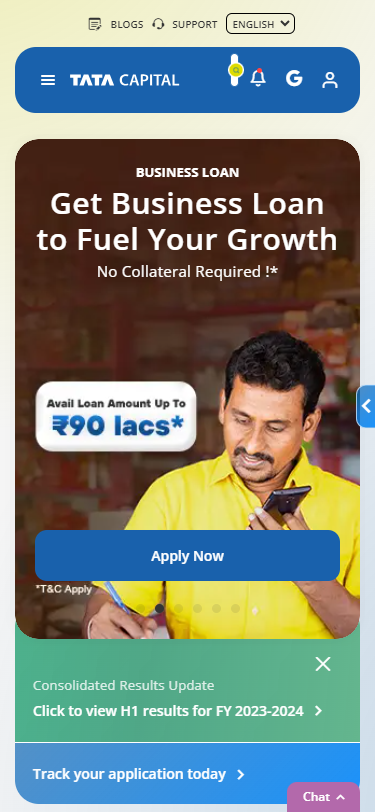 BLOGS
SUPPORT
ENGLISH
TATA CAPITAL
BUSINESS LOAN
Get Business Loan
to Fuel Your Growth
No Collateral Required !*
Avail Loan Amount Up To
₹90 lacs*
Apply Now
*T&C Apply
Consolidated Results Update
Click to view H1 results for FY 2023-2024
Track your application today
Chat